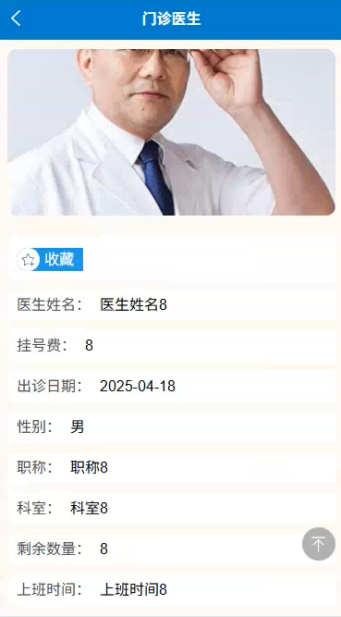 门诊医生
收藏
医生姓名： 医生姓名8
挂号费： 8
出诊日期： 2025-04-18
性别： 男
职称： 职称8
科室： 科室8
剩余数量： 8
上班时间： 上班时间8